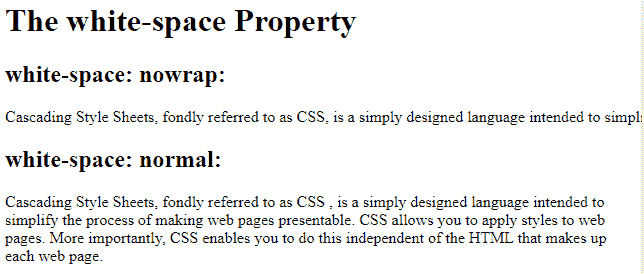 The white-space Property
white-space: nowrap:
Cascading Style Sheets, fondly referred to as CSS, is a simply designed language intended to simpl
white-space: normal:
Cascading Style Sheets, fondly referred to as CSS , is a simply designed language intended to
simplify the process of making web pages presentable. CSS allows you to apply styles to web
pages. More importantly, CSS enables you to do this independent of the HTML that makes up
each web page.